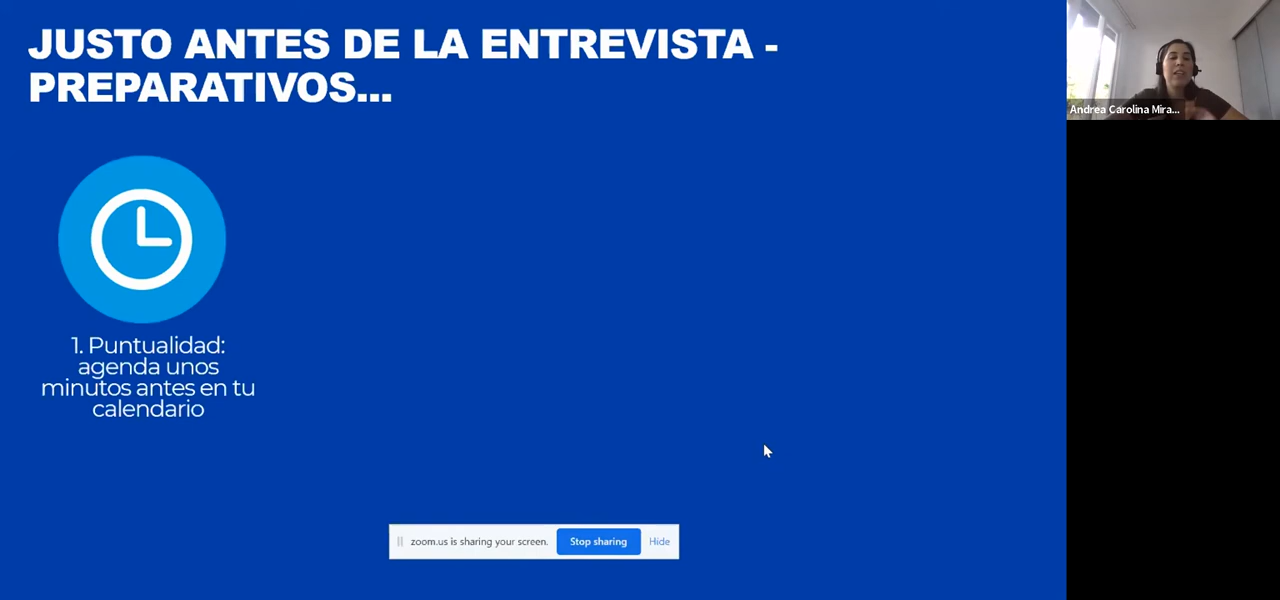 JUSTO ANTES DE LA ENTREVISTA -
PREPARATIVOS...
Andrea Carolina Mira...
1. Puntualidad:
agenda unos
minutos antes en tu
calendario
zoom.us is sharing your screen.
Stop sharing
Hide